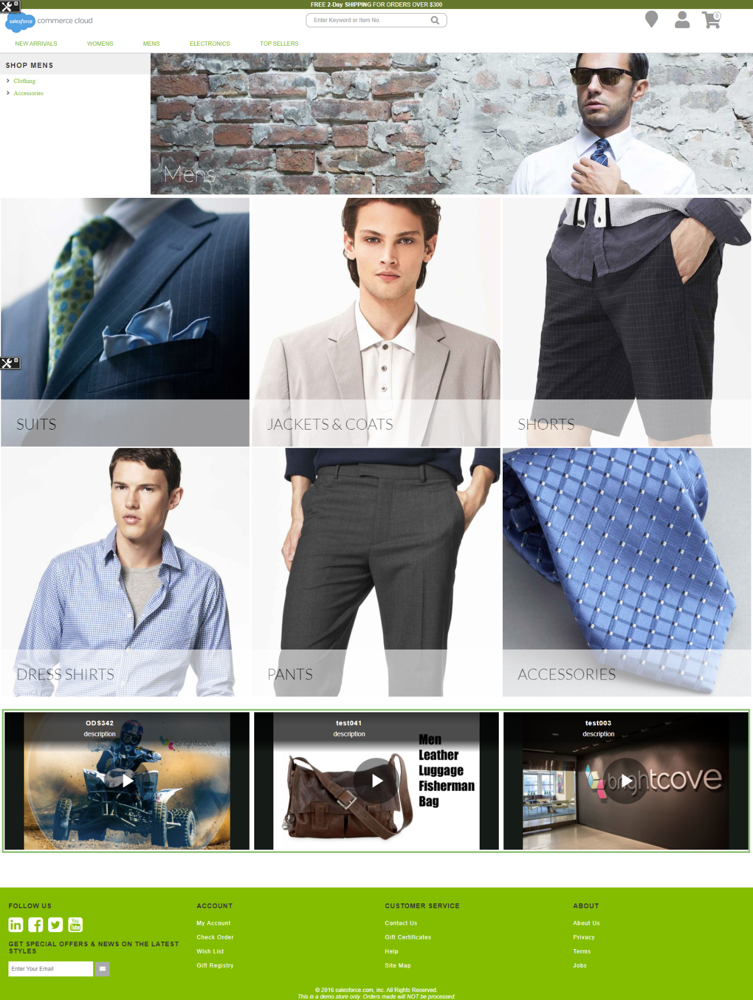 FREE 2-Day SHIPPING FOR ORDERS OVER $300
salesforce commerce cloud
Enter Keyword or Item No.
0
NEW ARRIVALS WOMENS MENS ELECTRONICS TOP SELLERS
SHOP MENS
Clothing
Accessories
Mens
SUITS
JACKETS & COATS
SHORTS
DRESS SHIRTS
PANTS
ACCESSORIES
ODS342
description
brightcove
test041
description
Men
Leather
Luggage
Fisherman
Bag
test003
description
brightcove
FOLLOW US
in
You
Tube
GET SPECIAL OFFERS & NEWS ON THE LATEST
STYLES
Enter Your Email
ACCOUNT
My Account
Check Order
Wish List
Gift Registry
CUSTOMER SERVICE
Contact Us
Gift Certificates
Help
Site Map
ABOUT
About Us
Privacy
Terms
Jobs
© 2016 salesforce.com, inc. All Rights Reserved.
This is a demo store only. Orders made will NOT be processed.